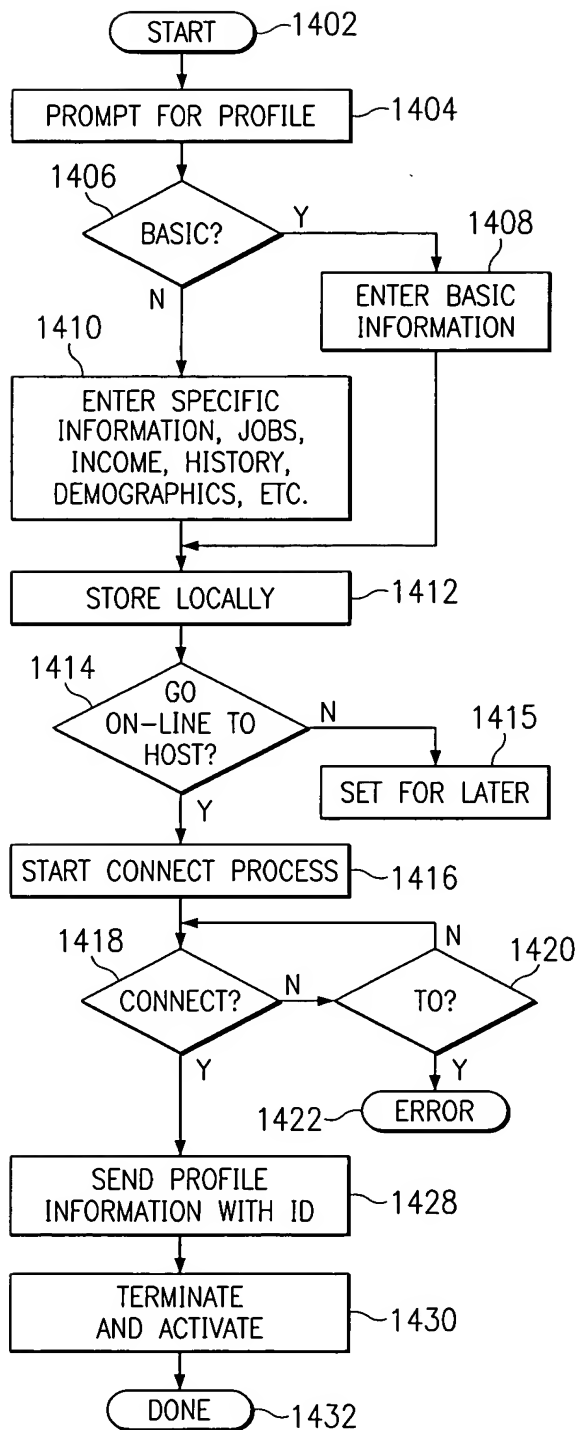 START
1402
PROMPT FOR PROFILE
1404
1406
BASIC?
Y
N
1408
ENTER BASIC
INFORMATION
1410
ENTER SPECIFIC
INFORMATION, JOBS,
INCOME, HISTORY,
DEMOGRAPHICS, ETC.
STORE LOCALLY
1412
1414
GO
ON-LINE TO
HOST?
N
Y
1415
SET FOR LATER
START CONNECT PROCESS
1416
1418
CONNECT?
N
Y
1420
TO?
N
Y
1422
ERROR
SEND PROFILE
INFORMATION WITH ID
1428
TERMINATE
AND ACTIVATE
1430
DONE
1432